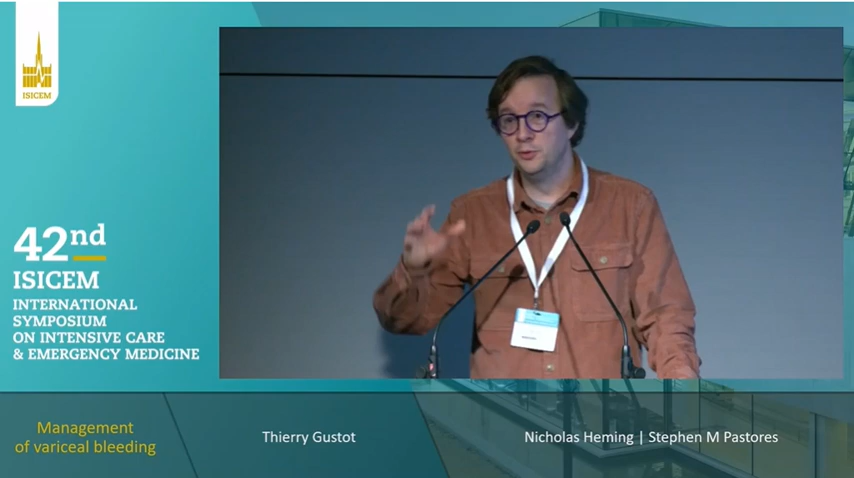 ISICEM
42nd
ISICEM
INTERNATIONAL
SYMPOSIUM
ON INTENSIVE CARE
& EMERGENCY MEDICINE
Management
of variceal bleeding
Thierry Gustot
Nicholas Heming | Stephen M Pastores